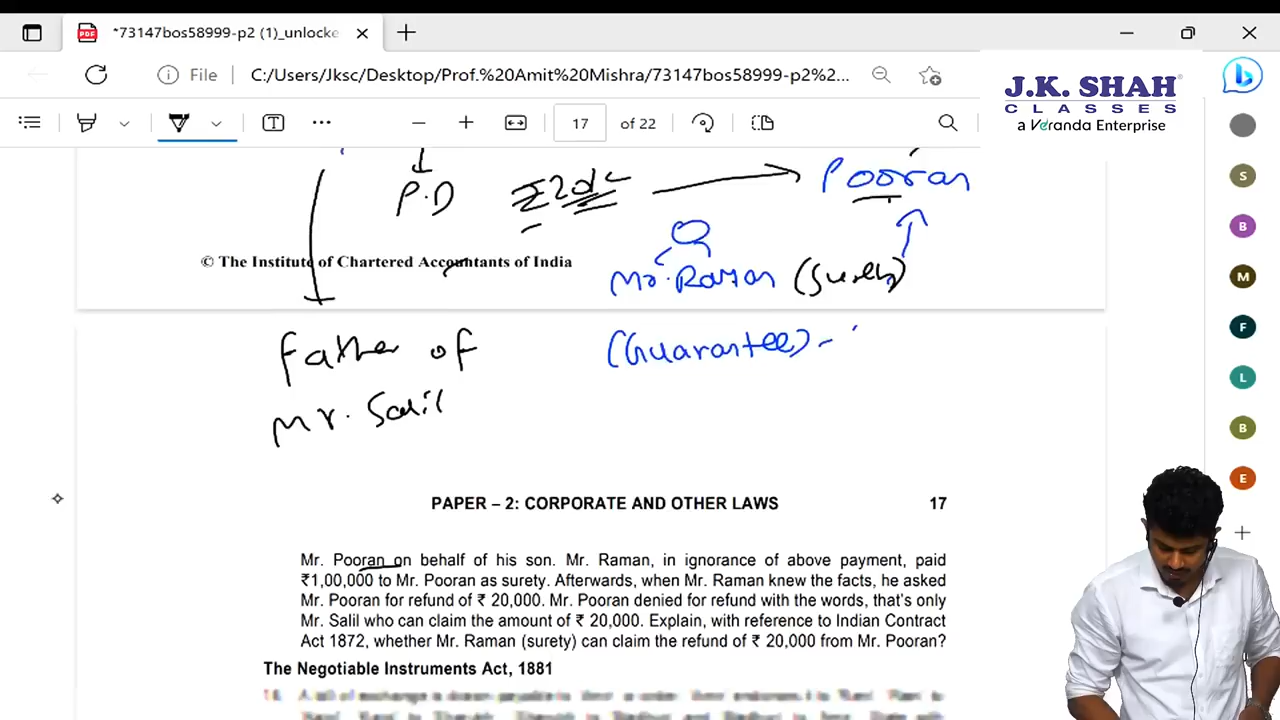 *73147bos58999-p2 (1)_unlocke
File
C:/Users/Jksc/Desktop/Prof.%20Amit%20Mishra/73147bos58999-p2%2...
J.K. SHAH
CLASSES
a Veranda Enterprise
17 of 22
P.D
Pooran
© The Institute of Chartered Accountants of India
Mr. Raman (Surety)
father of
(Guarantee)
Mr. Salil
PAPER – 2: CORPORATE AND OTHER LAWS
17
Mr. Pooran on behalf of his son. Mr. Raman, in ignorance of above payment, paid
₹1,00,000 to Mr. Pooran as surety. Afterwards, when Mr. Raman knew the facts, he asked
Mr. Pooran for refund of ₹ 20,000. Mr. Pooran denied for refund with the words, that's only
Mr. Salil who can claim the amount of ₹ 20,000. Explain, with reference to Indian Contract
Act 1872, whether Mr. Raman (surety) can claim the refund of ₹ 20,000 from Mr. Pooran?
The Negotiable Instruments Act, 1881
S
B
M
F
L
B
E